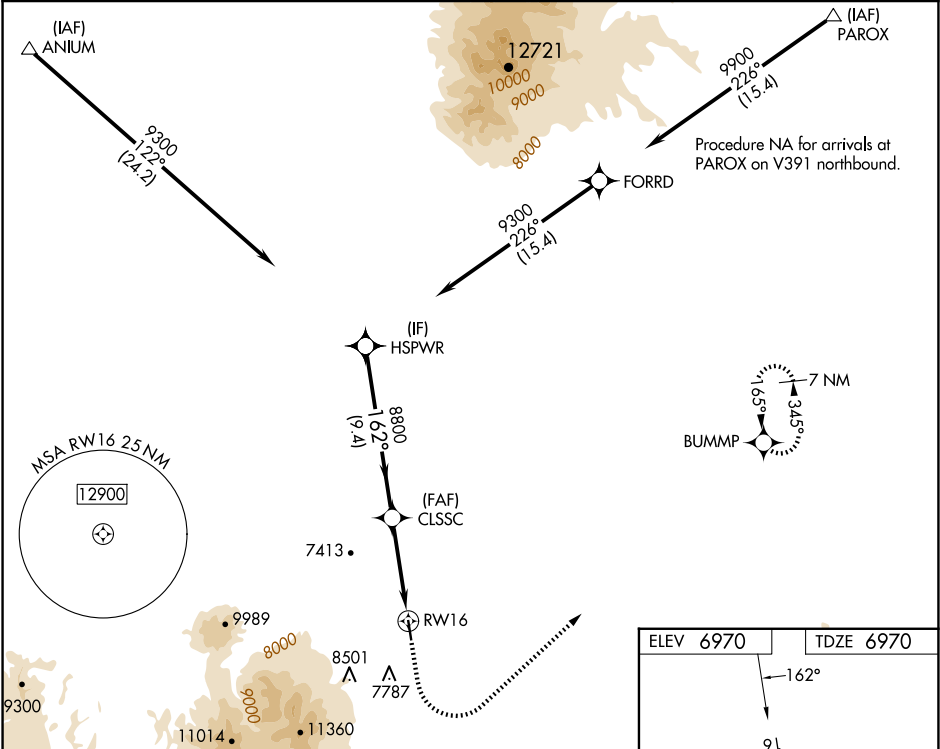 (IAF)
ANIUM
(IAF)
PAROX
12721
10000
9000
8000
9900
226°
(15.4)
Procedure NA for arrivals at
PAROX on V391 northbound.
9300
122°
(24.2)
FORRD
9300
226°
(15.4)
(IF)
HSPWR
7 NM
165°
345°
BUMMP
8800
162°
(9.4)
MSA RW16 25 NM
12900
(FAF)
CLSSC
7413
RW16
9989
8000
8501
7787
9000
9300
11014
11360
ELEV 6970
TDZE 6970
162°